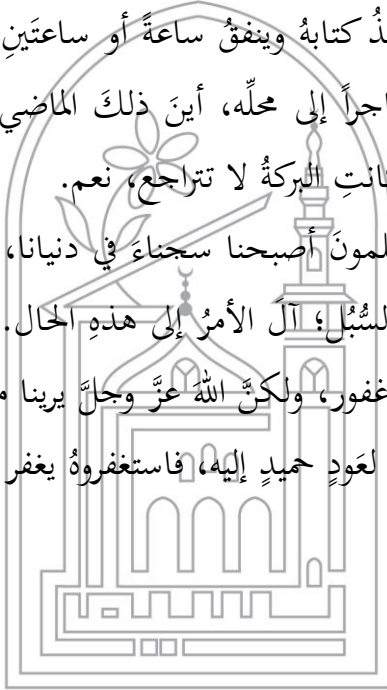 ذُ كتابهُ وينفقُ ساعةً أو ساعتَينِ
اجراً إلى محلِّه، أينَ ذلكَ الماضي
انتِ البركةُ لا تتراجع، نعم.
لمونَ أصبحنا سجناءَ في دنيانا،
لسُّبُل؛ آلَ الأمرُ إلى هذهِ الحال.
غفور، ولكنَّ اللهَ عزَّ وجلَّ يرينا م
لعَودٍ حميدٍ إليه، فاستغفروهُ يغفر